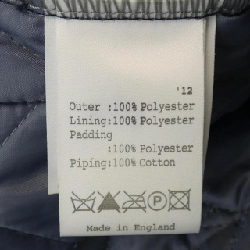 '12
Outer :100% Polyester
Lining:100% Polyester
Padding
:100% Polyester
Piping:100% Cotton
P
Made in England